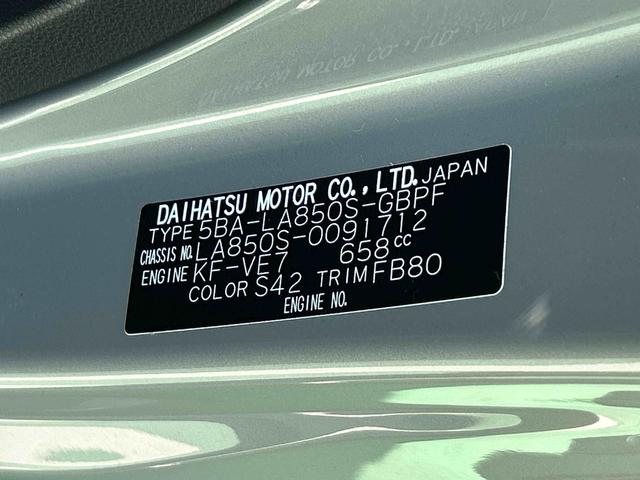 DAIHATSU MOTOR CO., LTD. JAPAN
TYPE 5BA-LA850S-GBPF
CHASSIS NO. LA850S-0091712
ENGINE KF-VE7 658cc
COLOR S42 TRIM FB80
ENGINE NO.